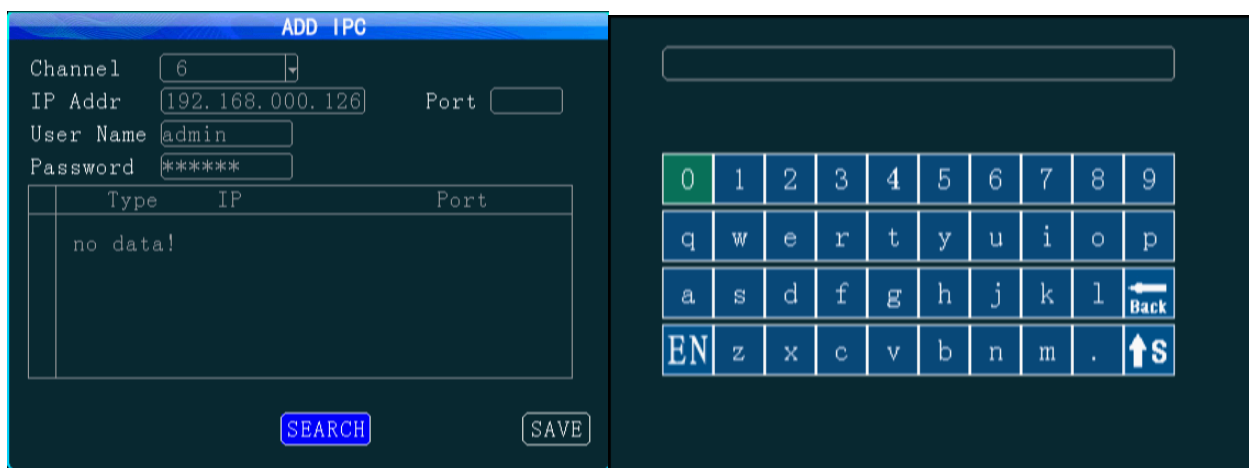 ADD IPC
Channel 6
IP Addr 192.168.000.126 Port
User Name admin
Password ******
Type IP Port
no data!
SEARCH SAVE
0 1 2 3 4 5 6 7 8 9
q w e r t y u i o p
a s d f g h j k l Back
EN z x c v b n m . S